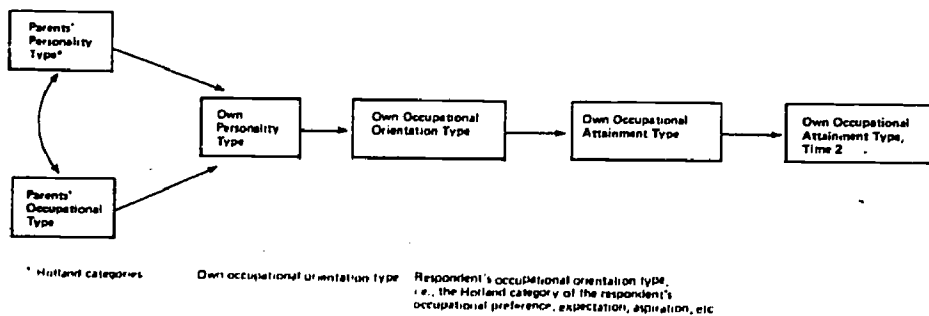 Parents'
Personality
Type*
Own
Personality
Type
Own Occupational
Orientation Type
Own Occupational
Attainment Type
Own Occupational
Attainment Type,
Time 2
Parents'
Occupational
Type
* Holland categories
Own occupational orientation type
Respondent's occupational orientation type,
i.e., the Holland category of the respondent's
occupational preference, expectation, aspiration, etc